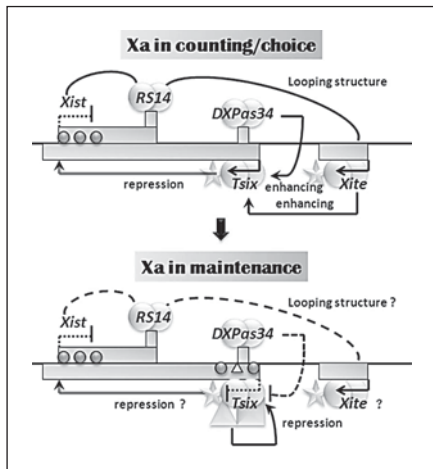 Xa in counting/choice
Looping structure
Xist
RS14
DXPas34
repression
Tsix
enhancing
enhancing
Xite
Xa in maintenance
Looping structure ?
Xist
RS14
DXPas34
repression ?
Tsix
repression
Xite ?